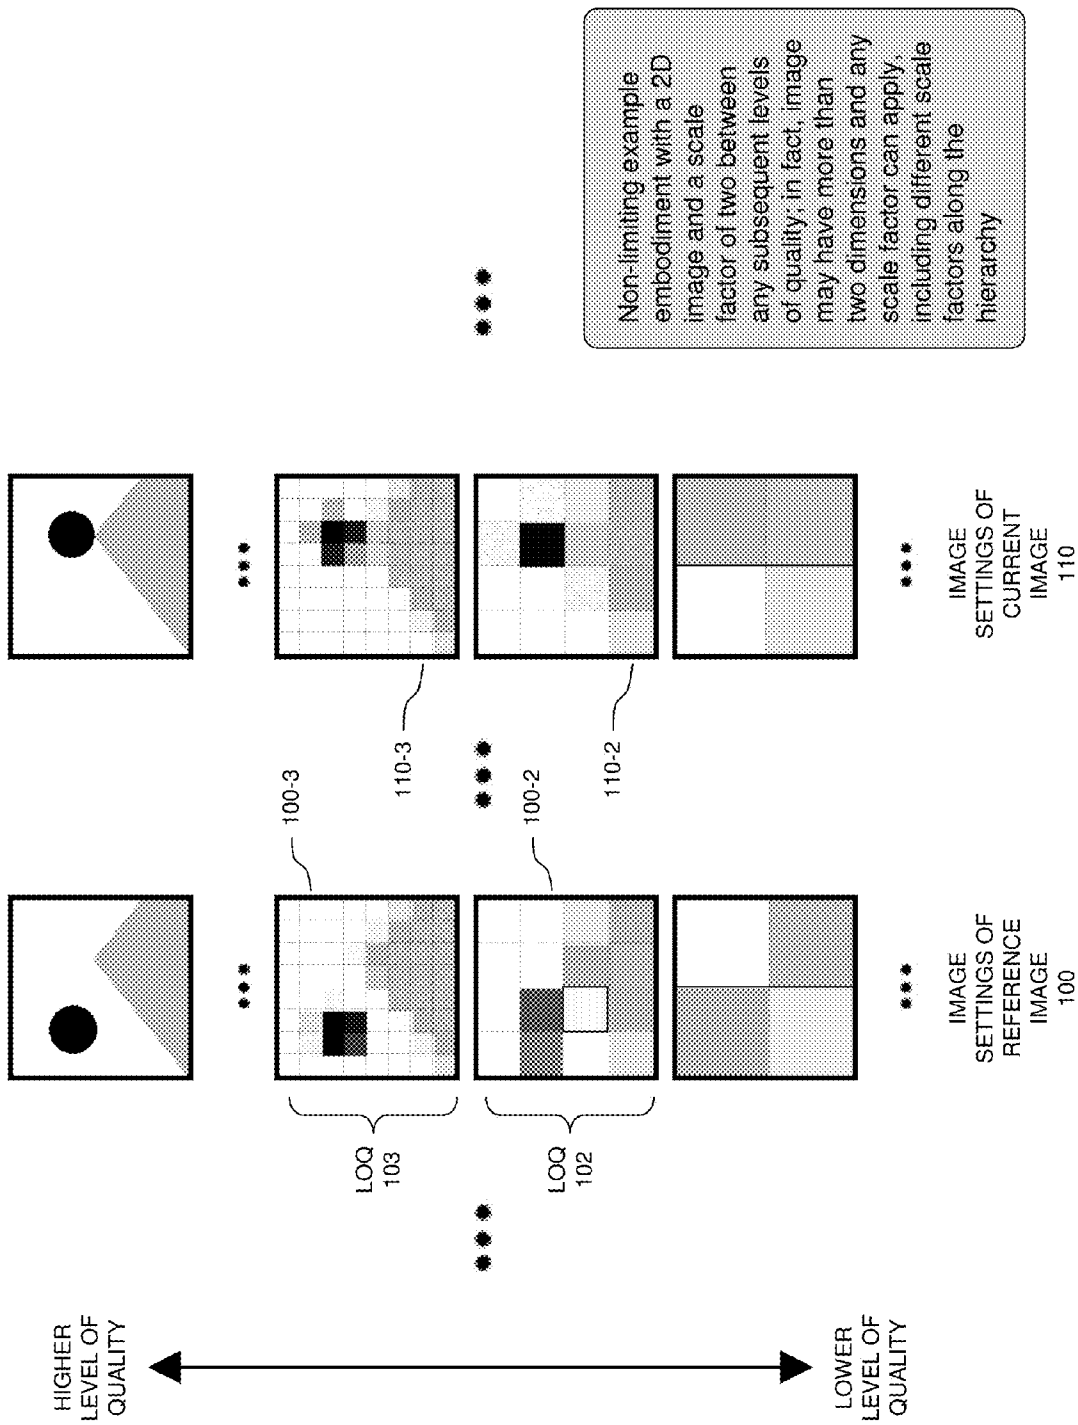 HIGHER
LEVEL OF
QUALITY
LOWER
LEVEL OF
QUALITY
LOQ
103
LOQ
102
100-3
100-2
110-3
110-2
IMAGE
SETTINGS OF
REFERENCE
IMAGE
100
IMAGE
SETTINGS OF
CURRENT
IMAGE
110
Non-limiting example
embodiment with a 2D
image and a scale
factor of two between
any subsequent levels
of quality, in fact, image
may have more than
two dimensions and any
scale factor can apply,
including different scale
factors along the
hierarchy